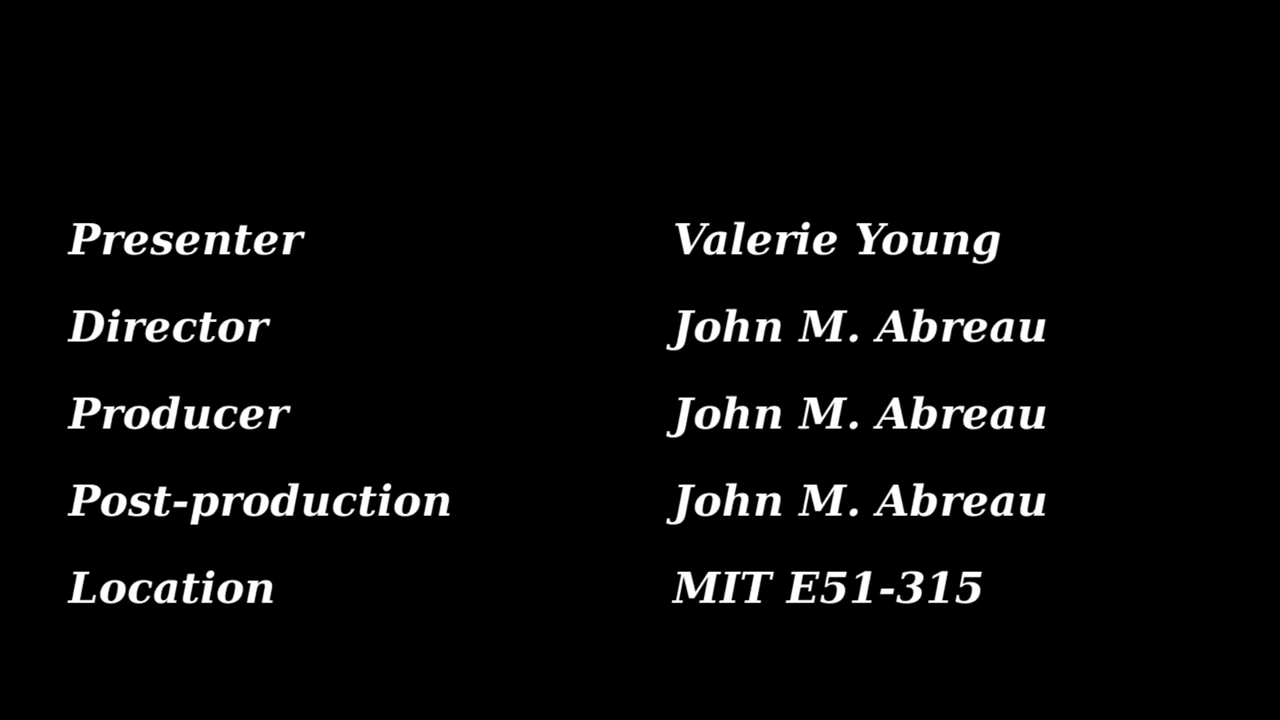 Presenter Valerie Young
Director John M. Abreau
Producer John M. Abreau
Post-production John M. Abreau
Location MIT E51-315